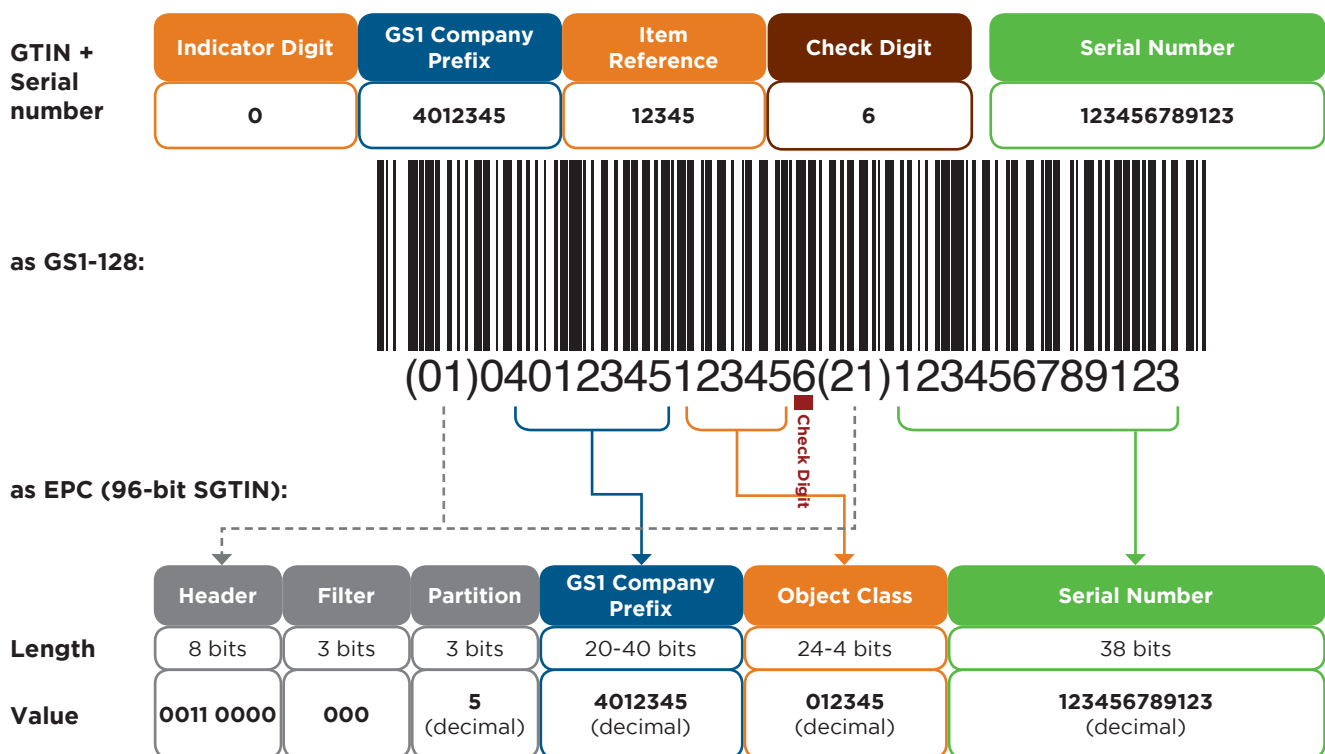 GTIN +
Serial
number
Indicator Digit
GS1 Company
Prefix
Item
Reference
Check Digit
Serial Number
0
4012345
12345
6
123456789123
as GS1-128:
(01)04012345123456(21)123456789123
Check Digit
as EPC (96-bit SGTIN):
Header
Filter
Partition
GS1 Company
Prefix
Object Class
Serial Number
Length
8 bits
3 bits
3 bits
20-40 bits
24-4 bits
38 bits
Value
0011 0000
000
5
(decimal)
4012345
(decimal)
012345
(decimal)
123456789123
(decimal)